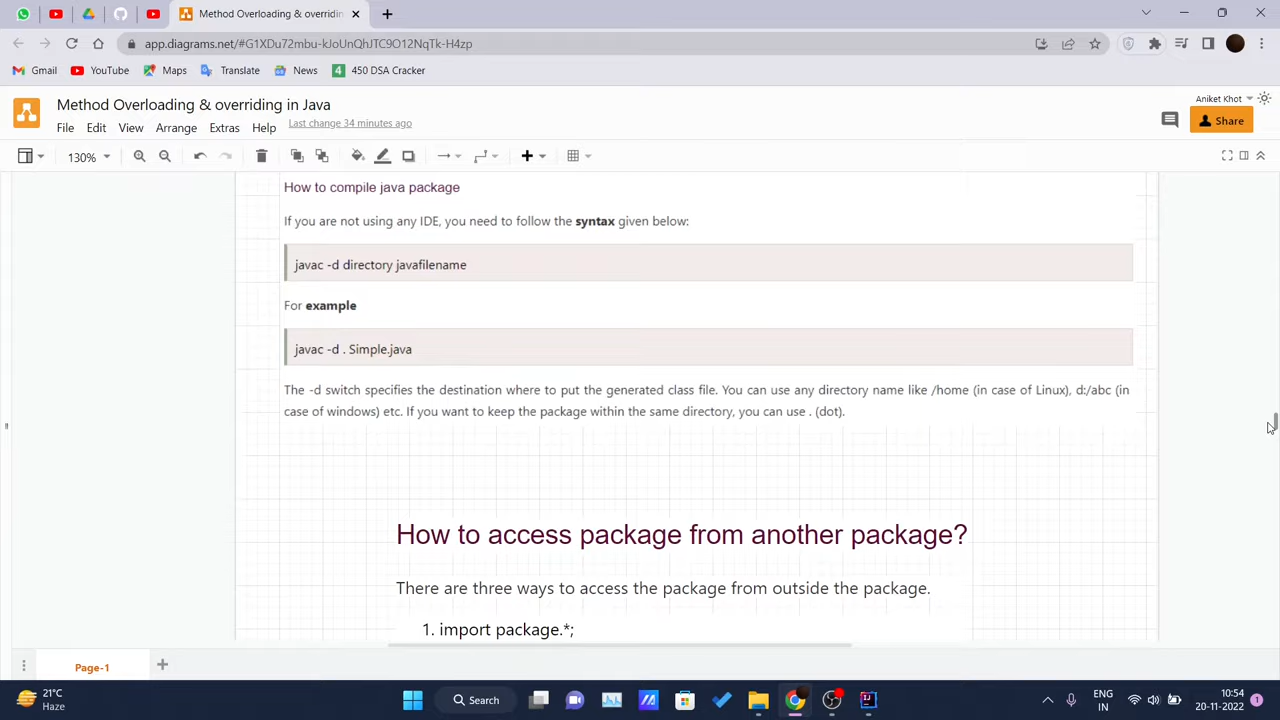 Method Overloading & overridin
app.diagrams.net/#G1XDu72mbu-kJoUnQhJTC9O12NqTk-H4zp
Gmail YouTube Maps Translate News 450 DSA Cracker
Method Overloading & overriding in Java
Aniket Khot
File Edit View Arrange Extras Help Last change 34 minutes ago
Share
130%
How to compile java package
If you are not using any IDE, you need to follow the syntax given below:
javac -d directory javafilename
For example
javac -d . Simple.java
The -d switch specifies the destination where to put the generated class file. You can use any directory name like /home (in case of Linux), d:/abc (in
case of windows) etc. If you want to keep the package within the same directory, you can use . (dot).
How to access package from another package?
There are three ways to access the package from outside the package.
1. import package.*;
Page-1
21°C
Haze
Search
ENG
IN
10:54
20-11-2022
1